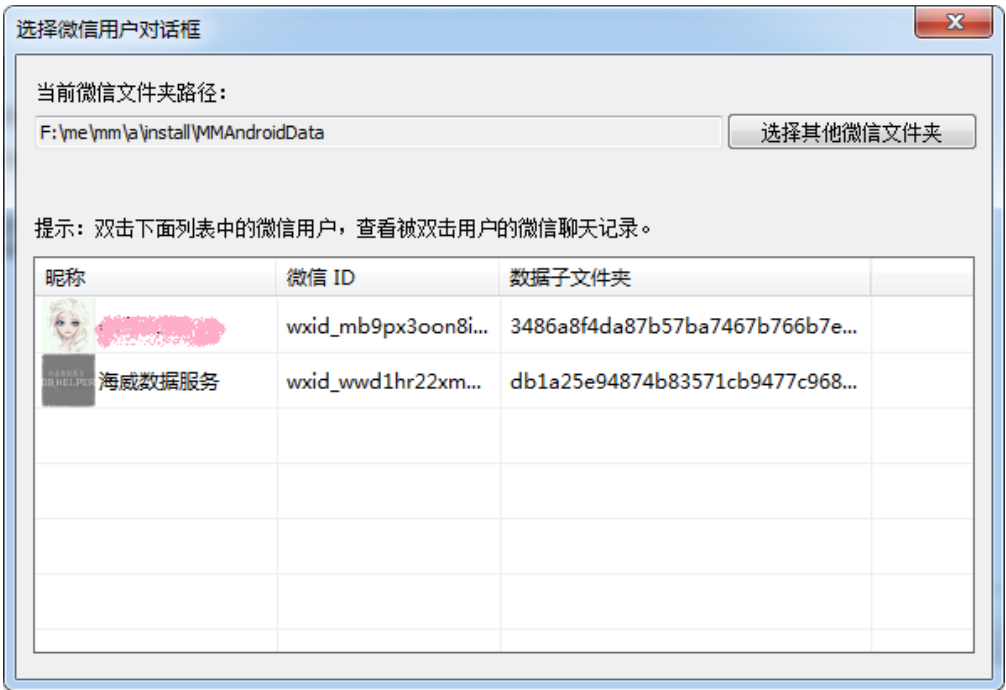 选择微信用户对话框
当前微信文件夹路径：
F:\me\mm\a\install\MMAndroidData
选择其他微信文件夹
提示：双击下面列表中的微信用户，查看被双击用户的微信聊天记录。
昵称 微信 ID 数据子文件夹
wxid_mb9px3oon8i... 3486a8f4da87b57ba7467b766b7e...
海威数据服务 wxid_wwd1hr22xm... db1a25e94874b83571cb9477c968...